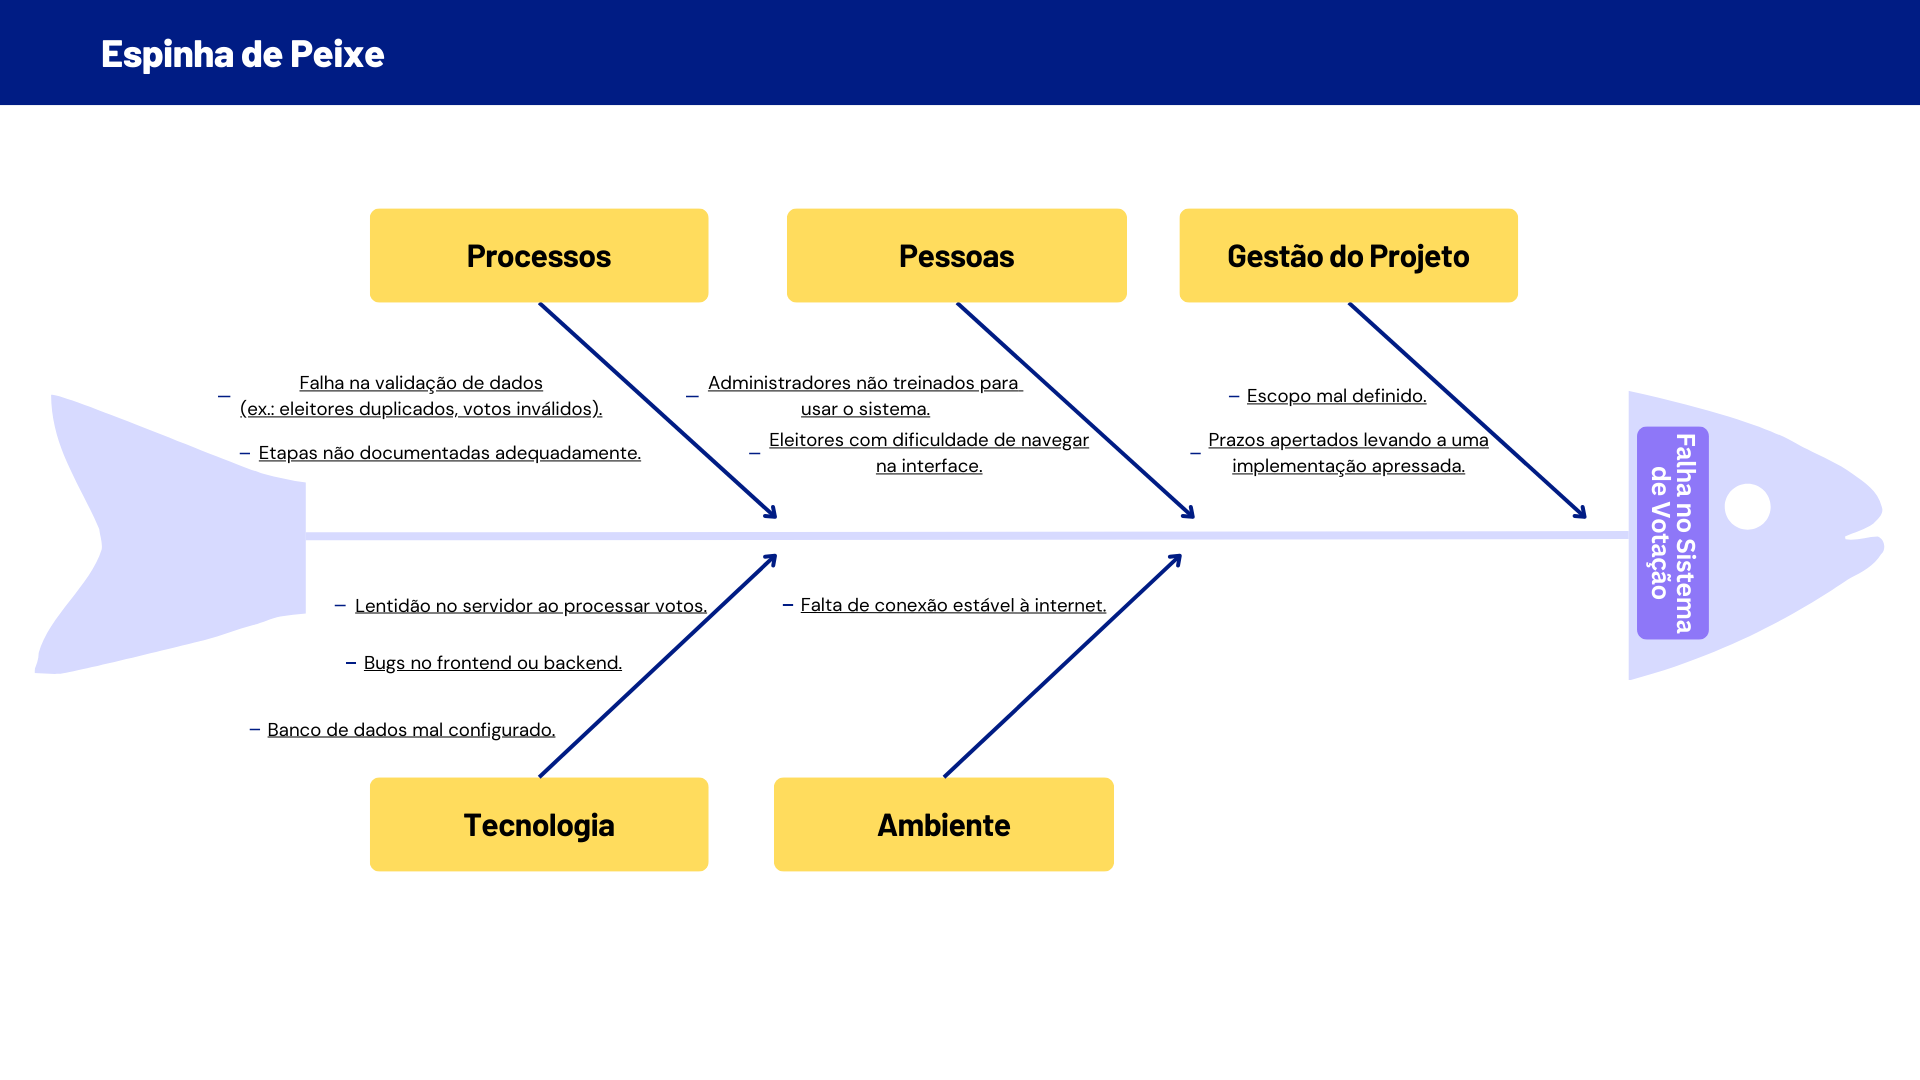 Espinha de Peixe
Processos
Pessoas
Gestão do Projeto
– Falha na validação de dados
(ex.: eleitores duplicados, votos inválidos).
– Etapas não documentadas adequadamente.
– Administradores não treinados para
usar o sistema.
– Eleitores com dificuldade de navegar
na interface.
– Escopo mal definido.
– Prazos apertados levando a uma
implementação apressada.
Falha no Sistema
de Votação
– Lentidão no servidor ao processar votos.
– Bugs no frontend ou backend.
– Banco de dados mal configurado.
– Falta de conexão estável à internet.
Tecnologia
Ambiente